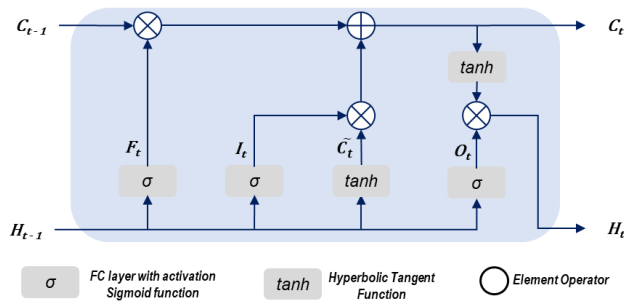 C_{t-1} C_t
tanh
F_t I_t \tilde{C}_t O_t
σ σ tanh σ
H_{t-1} H_t
σ FC layer with activation
Sigmoid function
tanh Hyperbolic Tangent
Function
Element Operator